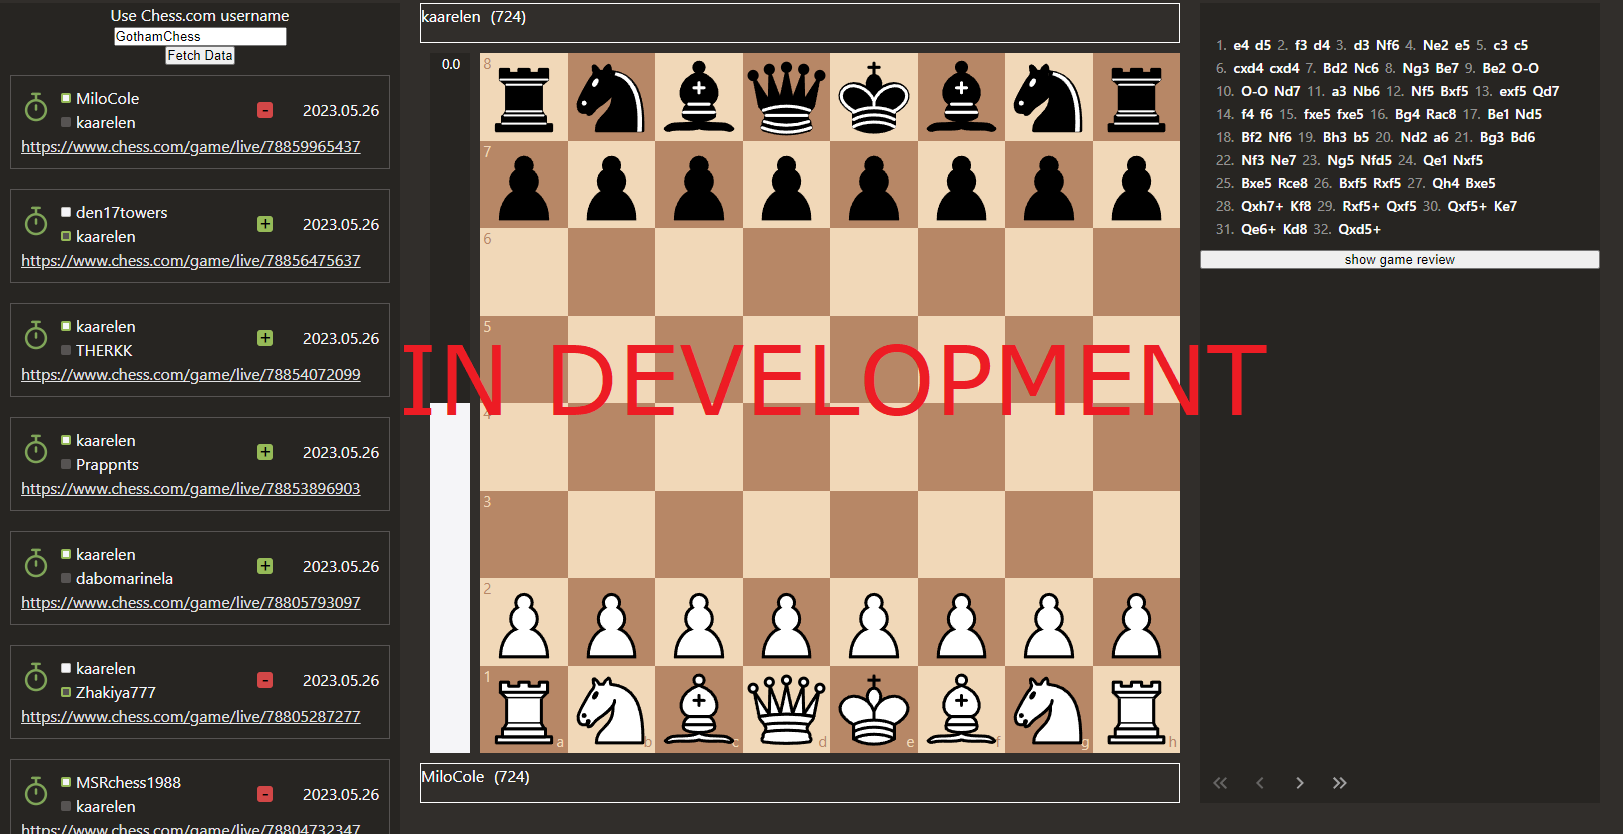 Use Chess.com username
GothamChess
Fetch Data
MiloCole
kaarelen
-
2023.05.26
https://www.chess.com/game/live/78859965437
den17towers
kaarelen
+
2023.05.26
https://www.chess.com/game/live/78856475637
kaarelen
THERKK
+
2023.05.26
https://www.chess.com/game/live/78854072099
kaarelen
Prappnts
+
2023.05.26
https://www.chess.com/game/live/78853896903
kaarelen
dabomarinela
+
2023.05.26
https://www.chess.com/game/live/78805793097
kaarelen
Zhakiya777
-
2023.05.26
https://www.chess.com/game/live/78805287277
MSRchess1988
kaarelen
-
2023.05.26
https://www.chess.com/game/live/78804732347
kaarelen (724)
0.0
8
7
6
5
4
3
2
1
a b c d e f g h
IN DEVELOPMENT
MiloCole (724)
1. e4 d5 2. f3 d4 3. d3 Nf6 4. Ne2 e5 5. c3 c5
6. cxd4 cxd4 7. Bd2 Nc6 8. Ng3 Be7 9. Be2 O-O
10. O-O Nd7 11. a3 Nb6 12. Nf5 Bxf5 13. exf5 Qd7
14. f4 f6 15. fxe5 fxe5 16. Bg4 Rac8 17. Be1 Nd5
18. Bf2 Nf6 19. Bh3 b5 20. Nd2 a6 21. Bg3 Bd6
22. Nf3 Ne7 23. Ng5 Nfd5 24. Qe1 Nxf5
25. Bxe5 Rce8 26. Bxf5 Rxf5 27. Qh4 Bxe5
28. Qxh7+ Kf8 29. Rxf5+ Qxf5 30. Qxf5+ Ke7
31. Qe6+ Kd8 32. Qxd5+
show game review